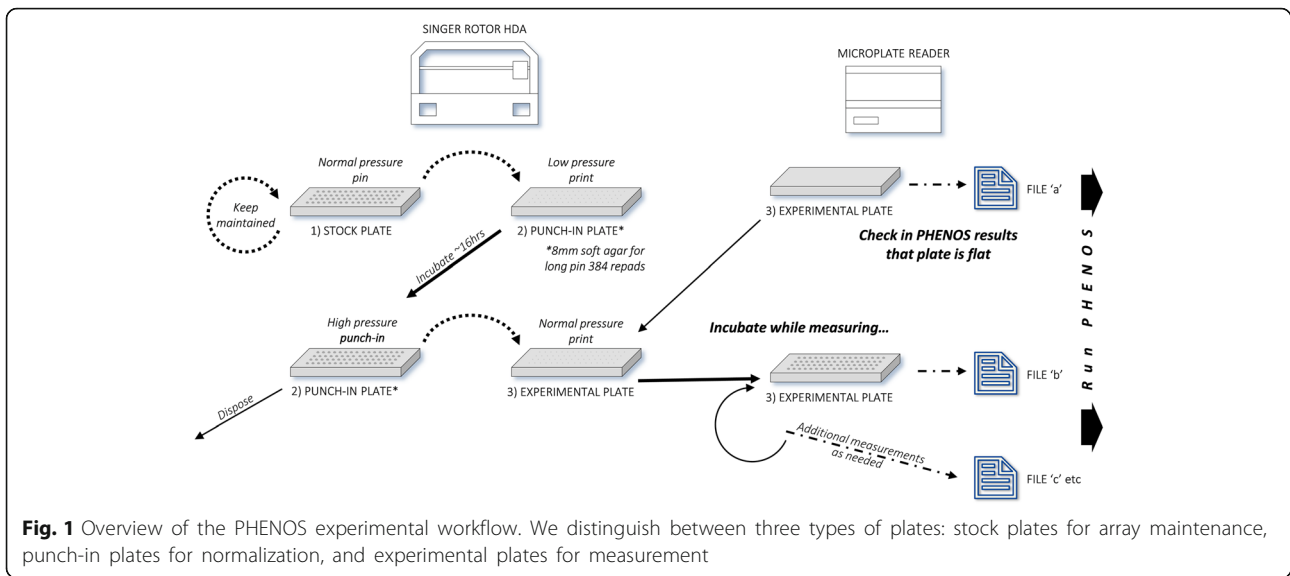 SINGER ROTOR HDA
MICROPLATE READER
Normal pressure
pin
Low pressure
print
Keep
maintained
1) STOCK PLATE
2) PUNCH-IN PLATE*
*8mm soft agar for
long pin 384 repads
Incubate ~16hrs
3) EXPERIMENTAL PLATE
FILE 'a'
Check in PHENOS results
that plate is flat
High pressure
punch-in
Normal pressure
print
Incubate while measuring...
2) PUNCH-IN PLATE*
3) EXPERIMENTAL PLATE
3) EXPERIMENTAL PLATE
FILE 'b'
Dispose
Additional measurements
as needed
FILE 'c' etc
Run PHENOS
Fig. 1 Overview of the PHENOS experimental workflow. We distinguish between three types of plates: stock plates for array maintenance,
punch-in plates for normalization, and experimental plates for measurement